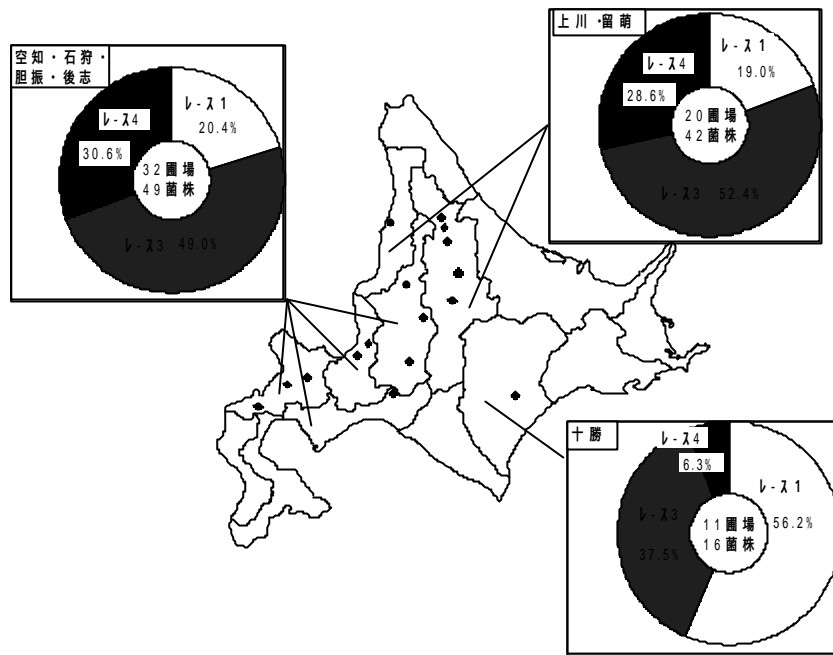 空知・石狩・
胆振・後志
レース1
20.4%
レース4
30.6%
32圃場
49菌株
レース3 49.0%
上川・留萌
レース1
19.0%
レース4
28.6%
20圃場
42菌株
レース3 52.4%
十勝
レース4
6.3%
レース1
56.2%
レース3
37.5%
11圃場
16菌株